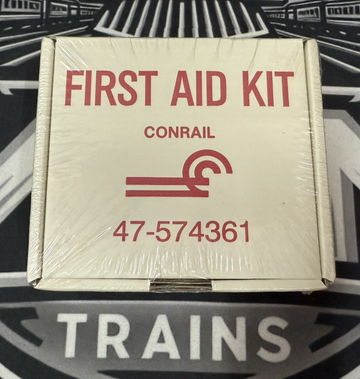 FIRST AID KIT
CONRAIL
47-574361
TRAINS